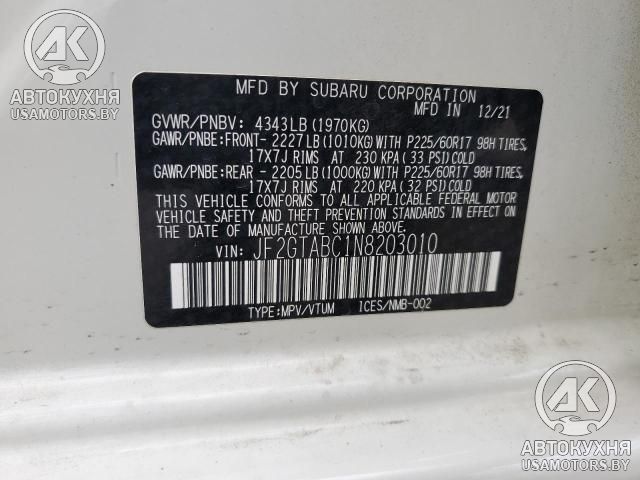 AK
АВТОКУХНЯ
USAMOTORS.BY
MFD BY SUBARU CORPORATION
MFD IN 12/21
GVWR/PNBV: 4343LB (1970KG)
GAWR/PNBE:FRONT- 2227LB (1010KG) WITH P225/60R17 98H TIRES,
17X7J RIMS AT 230 KPA (33 PSI) COLD
GAWR/PNBE:REAR - 2205LB (1000KG) WITH P225/60R17 98H TIRES,
17X7J RIMS AT 220 KPA (32 PSI) COLD
THIS VEHICLE CONFORMS TO ALL APPLICABLE FEDERAL MOTOR
VEHICLE SAFETY AND THEFT PREVENTION STANDARDS IN EFFECT
ON THE DATE OF MANUFACTURE SHOWN ABOVE.
VIN: JF2GTABC1N8203010
TYPE:MPV/VTUM ICES/NMB-002
AK
АВТОКУХНЯ
USAMOTORS.BY